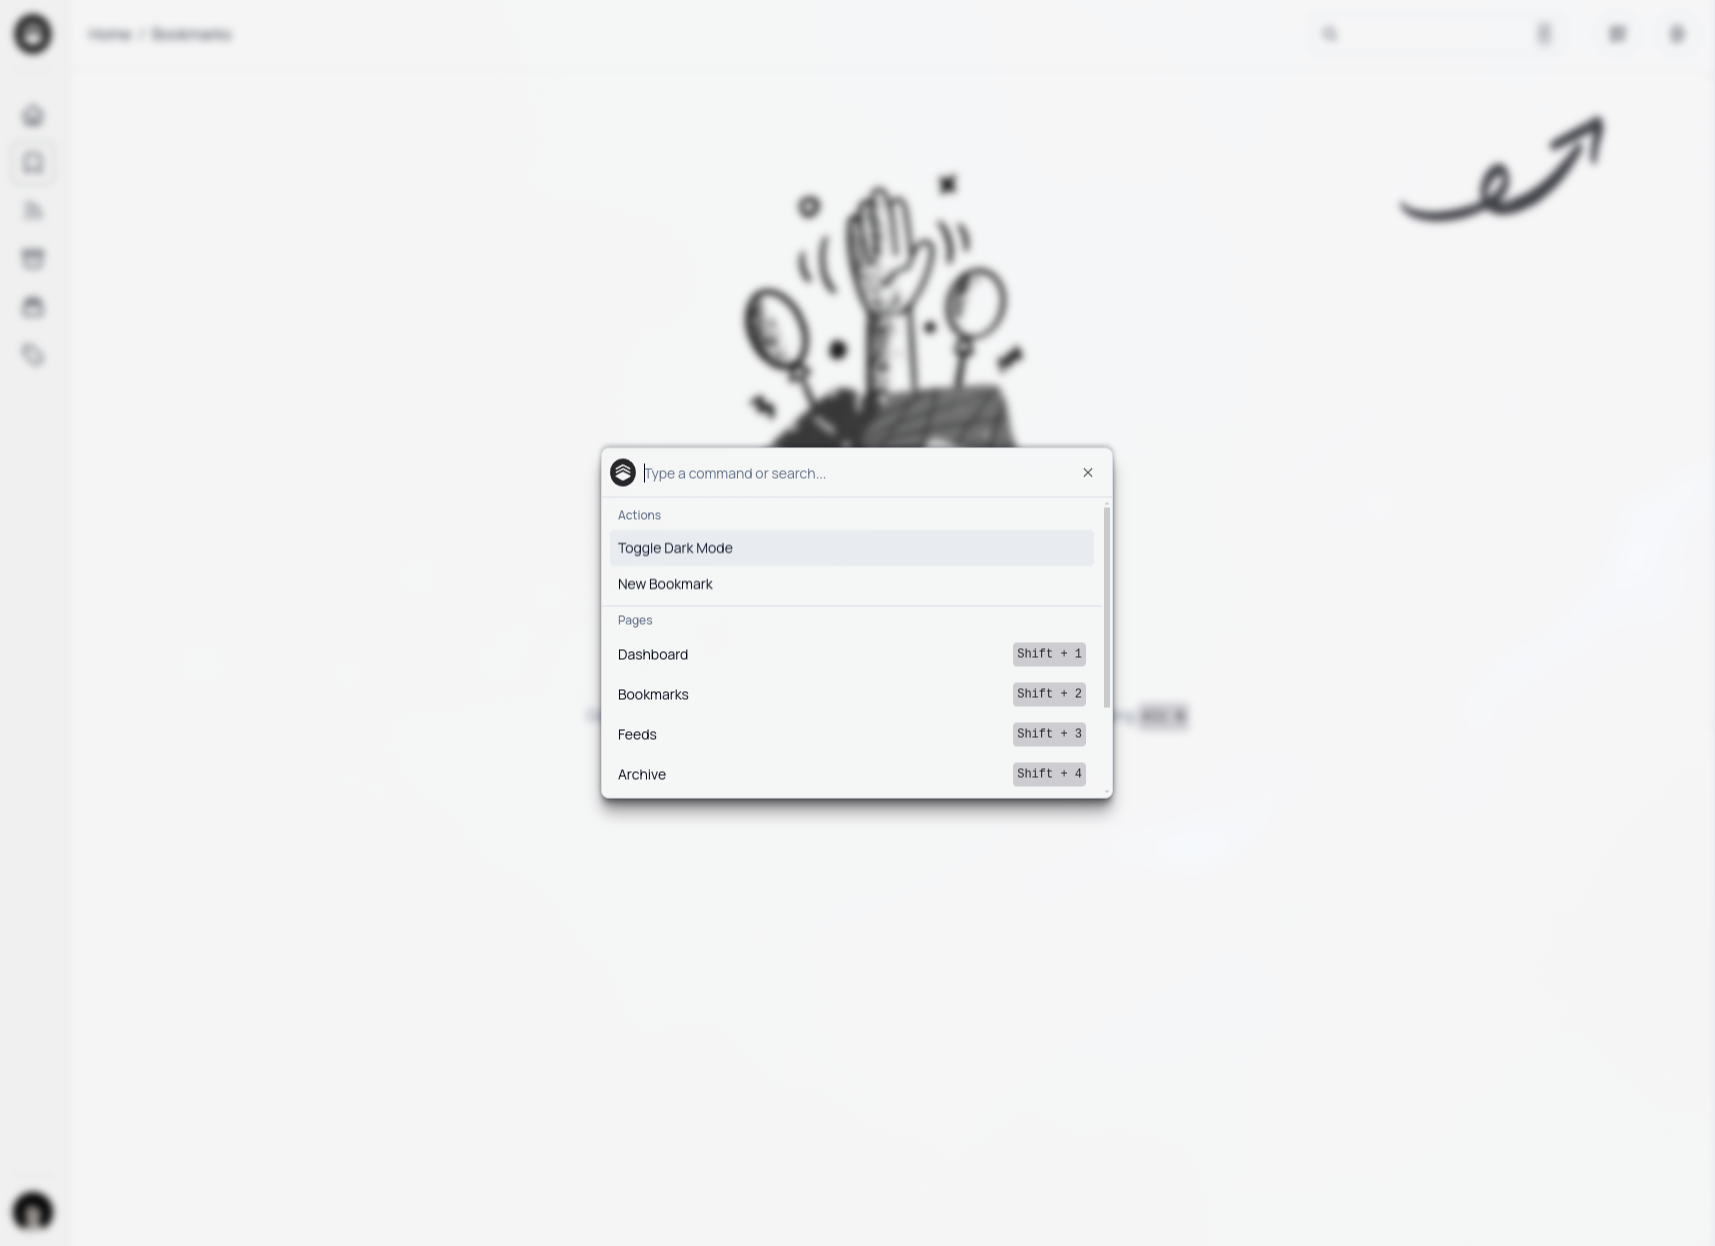 Home / Bookmarks
Type a command or search...
Actions
Toggle Dark Mode
New Bookmark
Pages
Dashboard
Shift + 1
Bookmarks
Shift + 2
Feeds
Shift + 3
Archive
Shift + 4